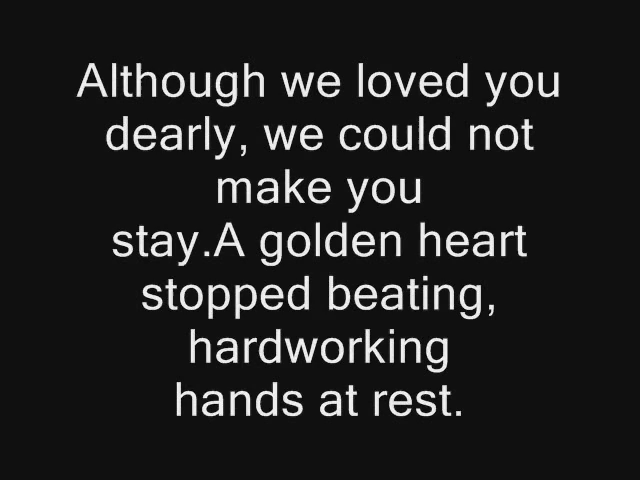 Although we loved you
dearly, we could not
make you
stay.A golden heart
stopped beating,
hardworking
hands at rest.